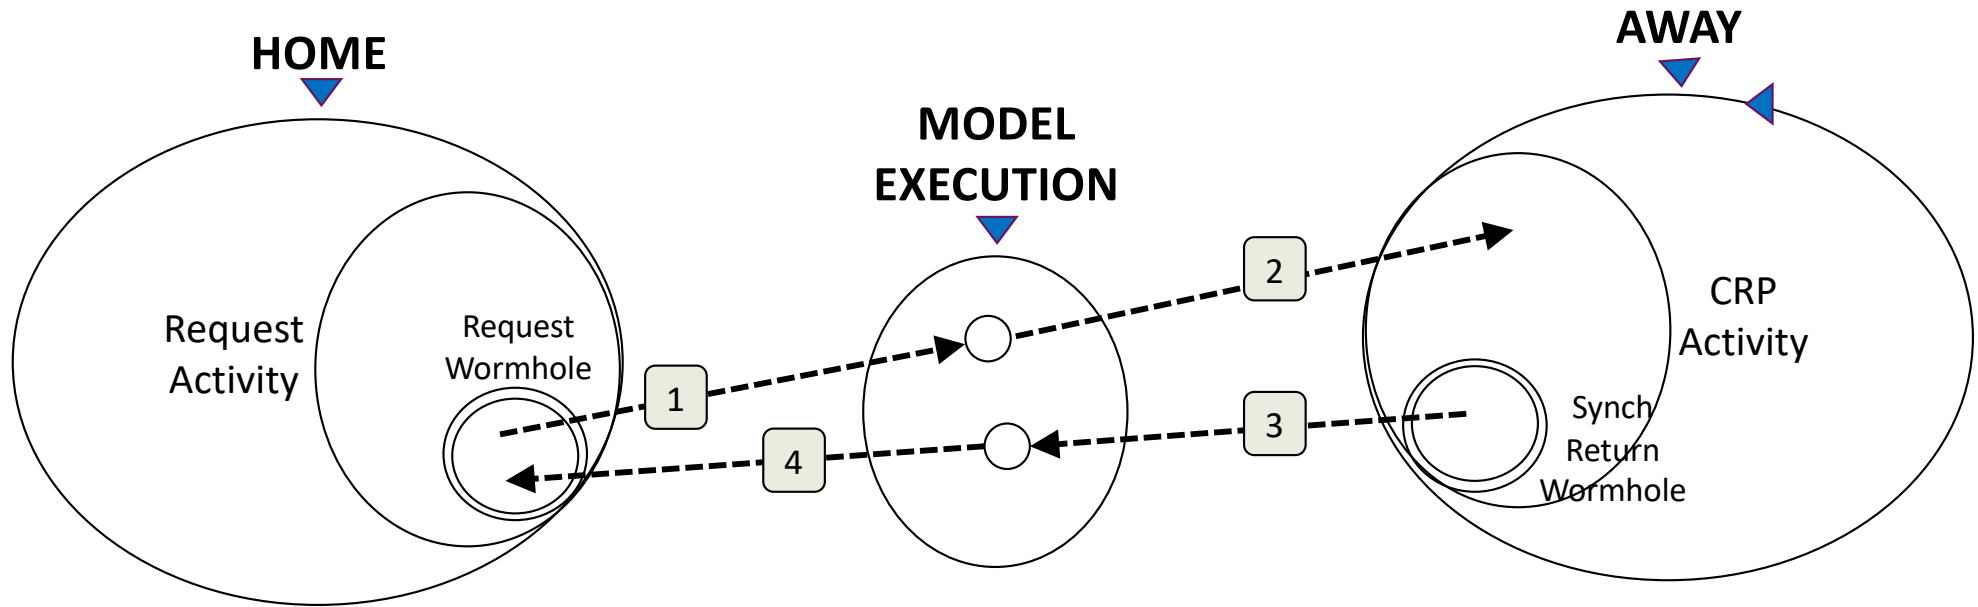 HOME
AWAY
MODEL
EXECUTION
Request
Activity
Request
Wormhole
1
2
3
4
CRP
Activity
Synch
Return
Wormhole